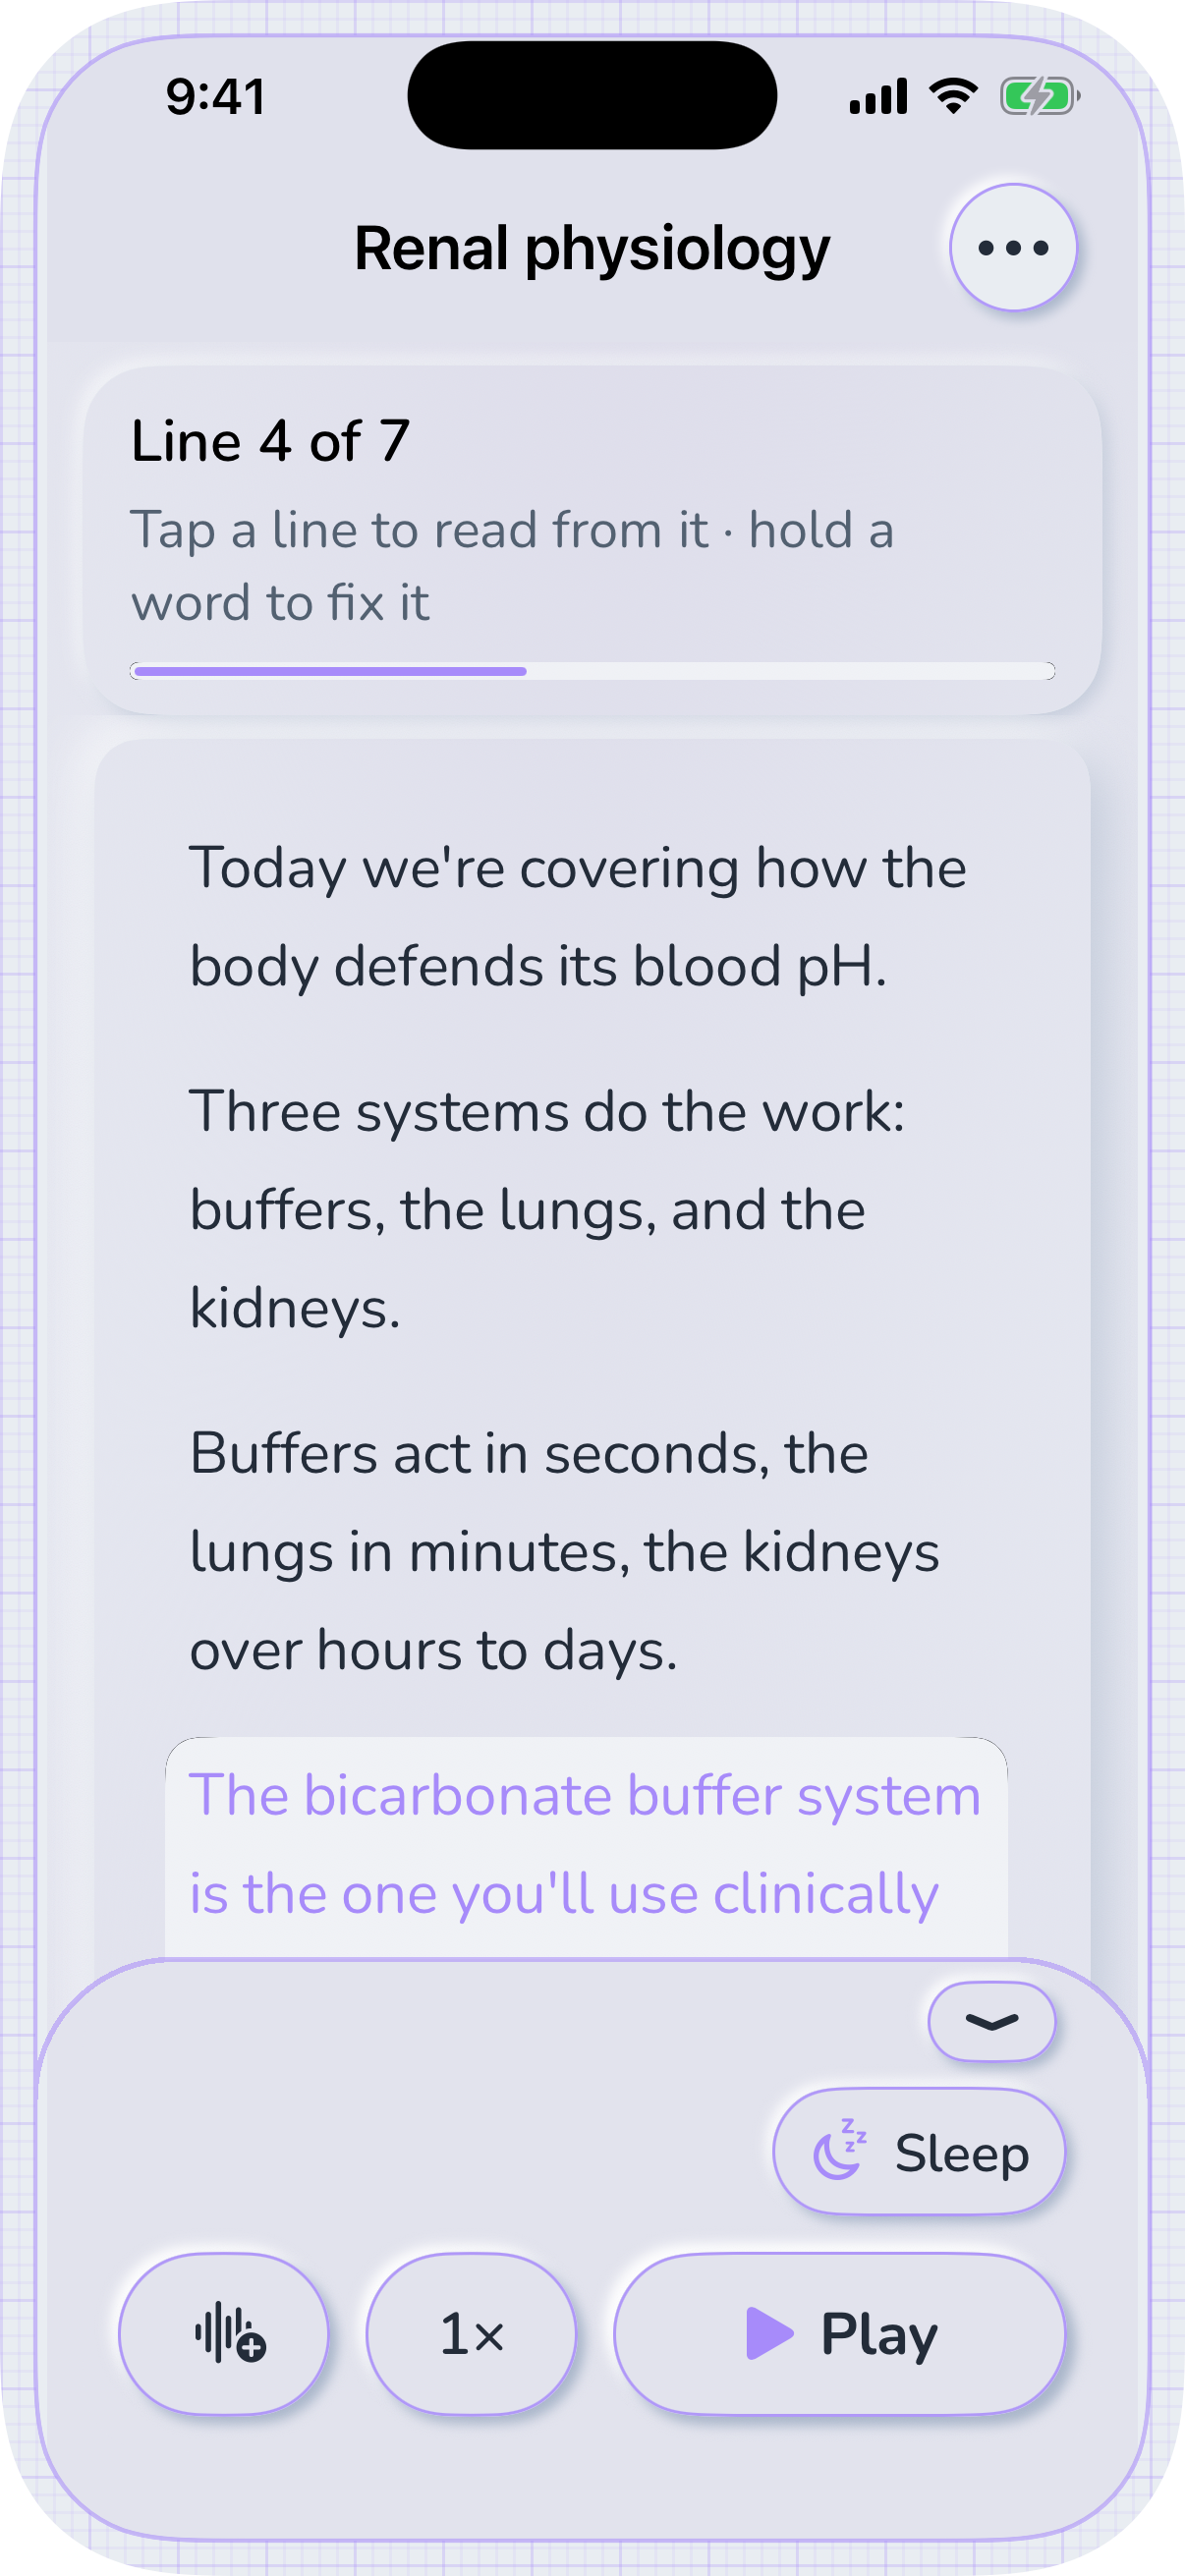 9:41
Renal physiology
Line 4 of 7
Tap a line to read from it · hold a
word to fix it
Today we're covering how the
body defends its blood pH.
Three systems do the work:
buffers, the lungs, and the
kidneys.
Buffers act in seconds, the
lungs in minutes, the kidneys
over hours to days.
The bicarbonate buffer system
is the one you'll use clinically
Sleep
1×
Play